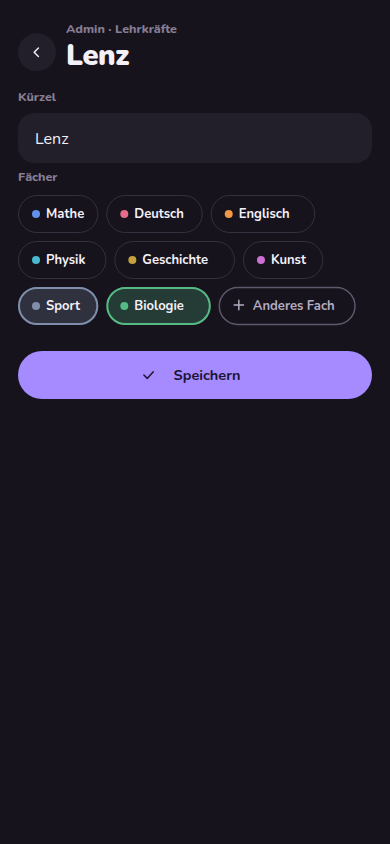 Admin · Lehrkräfte
Lenz
Kürzel
Lenz
Fächer
Mathe Deutsch Englisch
Physik Geschichte Kunst
Sport Biologie Anderes Fach
Speichern